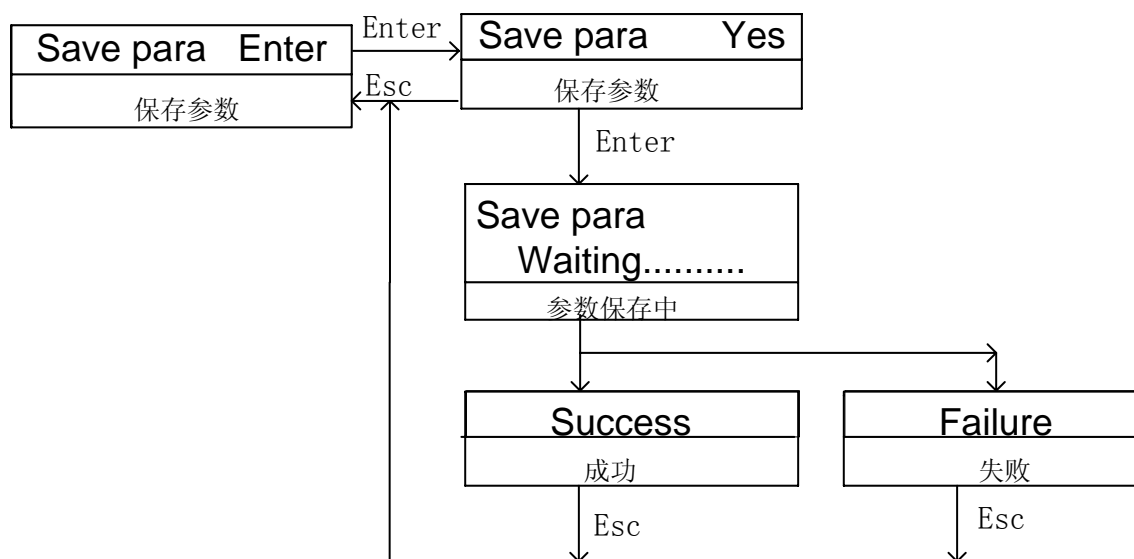 Save para Enter
保存参数
Enter
Esc
Save para Yes
保存参数
Enter
Save para
Waiting..........
参数保存中
Success
成功
Failure
失败
Esc
Esc